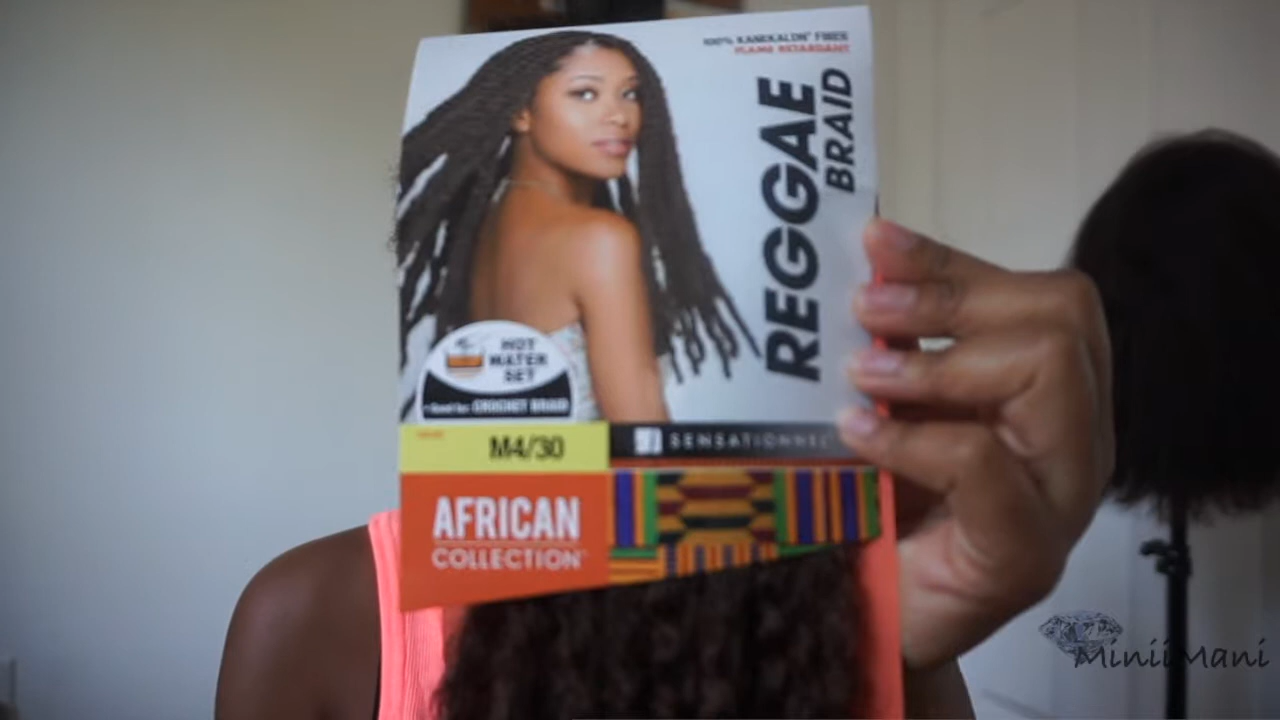 100% KANEKALON® FIBER
FLAME RETARDANT
REGGAE
BRAID
HOT
WATER
SET
CROCHET BRAID
M4/30
SENSATIONNEL
AFRICAN
COLLECTION
MiniiMani